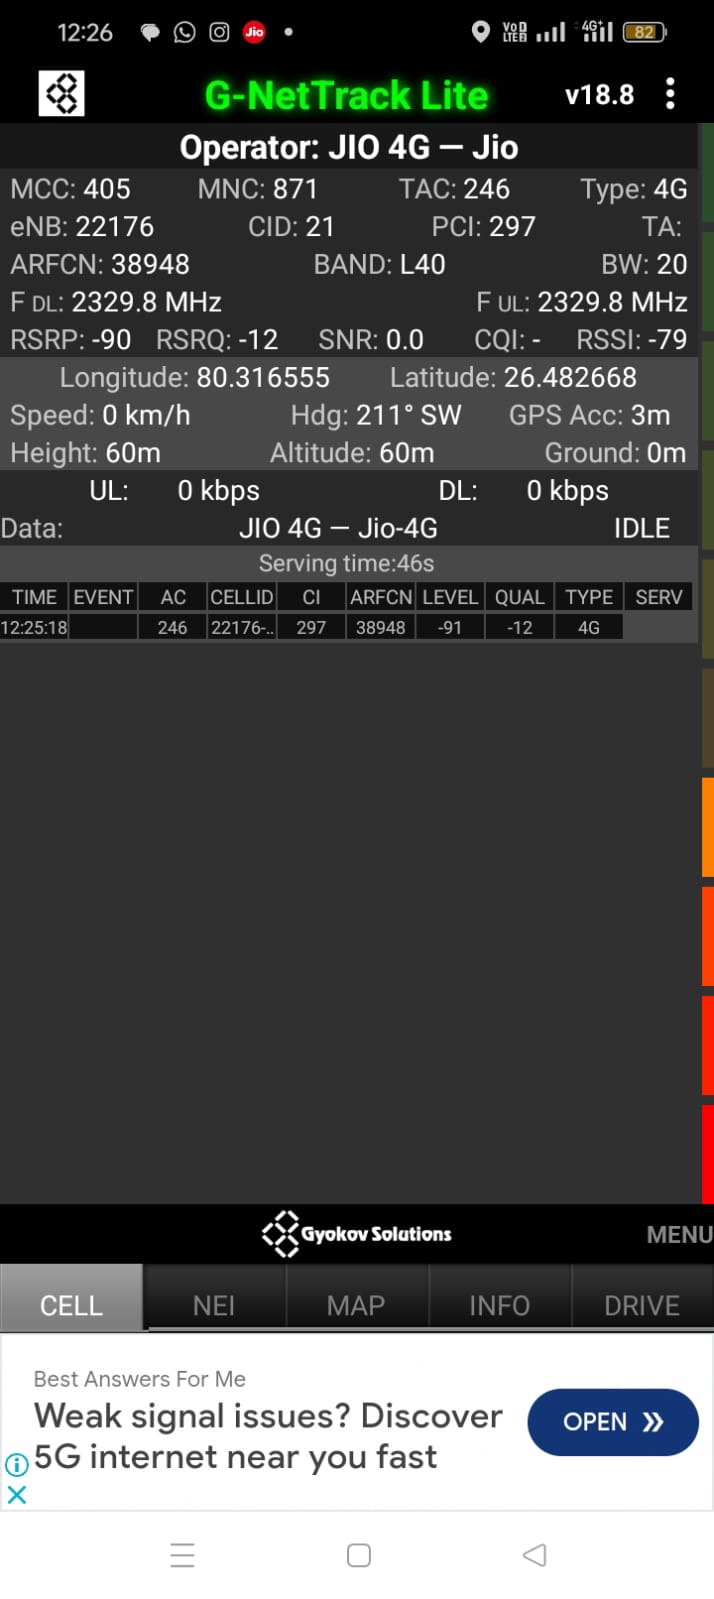 12:26 Jio VoD LTE2 4G+ 82
G-NetTrack Lite v18.8
Operator: JIO 4G — Jio
MCC: 405 MNC: 871 TAC: 246 Type: 4G
eNB: 22176 CID: 21 PCI: 297 TA:
ARFCN: 38948 BAND: L40 BW: 20
F DL: 2329.8 MHz F UL: 2329.8 MHz
RSRP: -90 RSRQ: -12 SNR: 0.0 CQI: - RSSI: -79
Longitude: 80.316555 Latitude: 26.482668
Speed: 0 km/h Hdg: 211° SW GPS Acc: 3m
Height: 60m Altitude: 60m Ground: 0m
UL: 0 kbps DL: 0 kbps
Data: JIO 4G — Jio-4G IDLE
Serving time:46s
TIME EVENT AC CELLID CI ARFCN LEVEL QUAL TYPE SERV
12:25:18 246 22176-.. 297 38948 -91 -12 4G
Gyokov Solutions MENU
CELL NEI MAP INFO DRIVE
Best Answers For Me
Weak signal issues? Discover
5G internet near you fast
OPEN